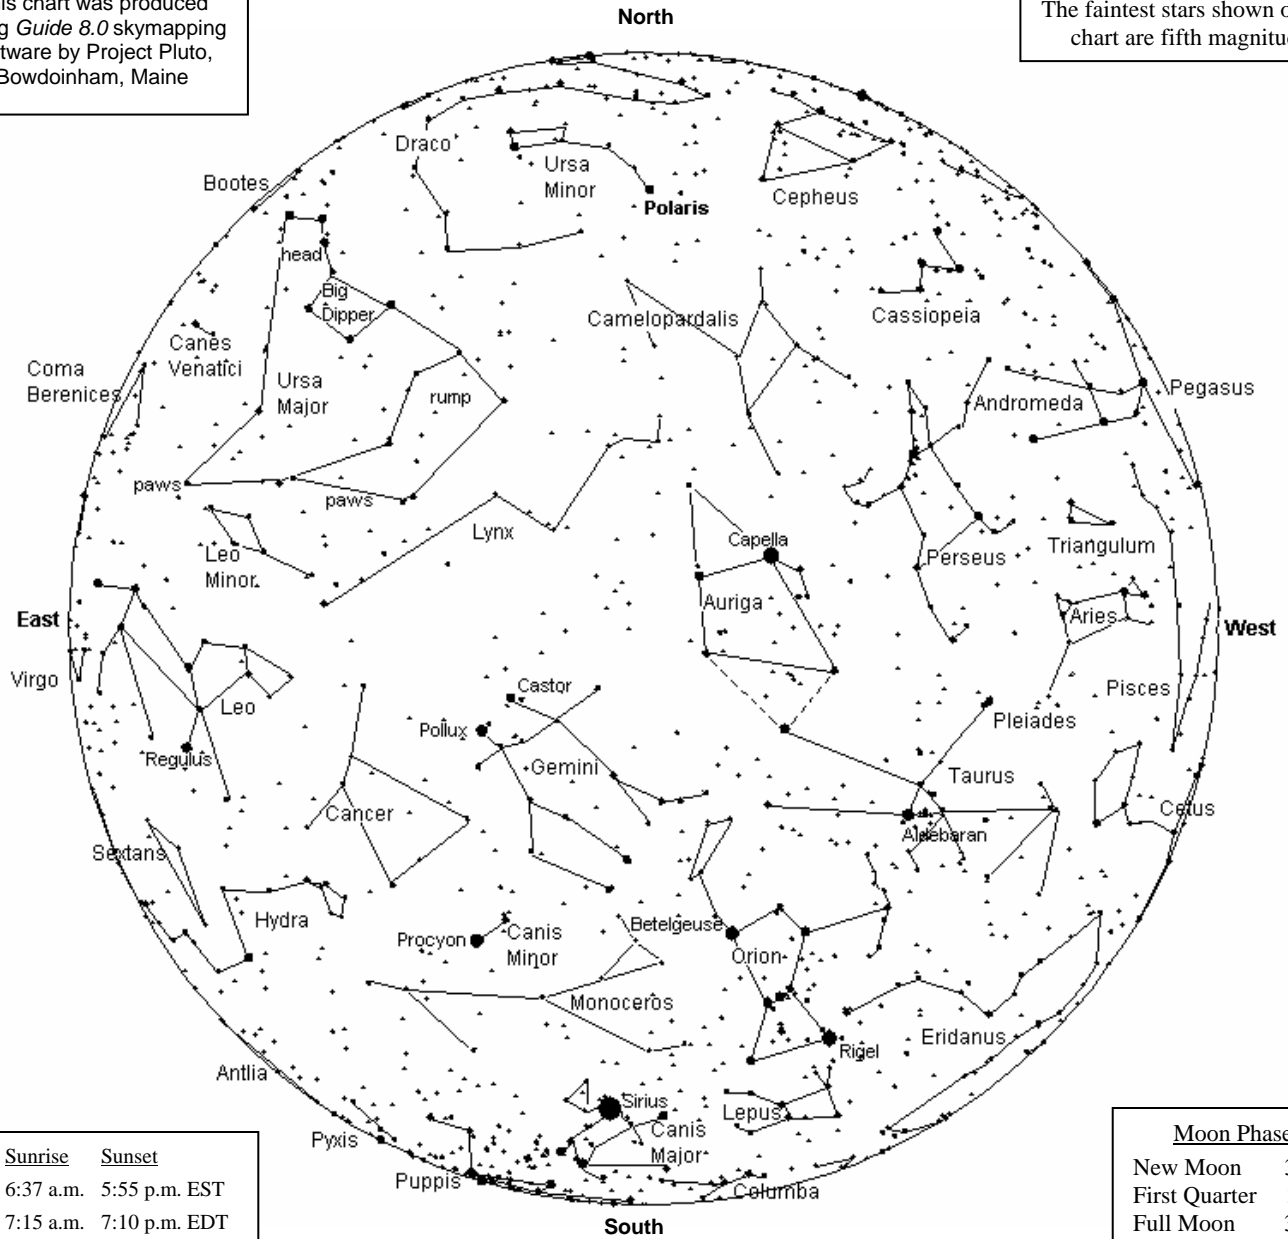 North
chart was produced
Guide 8.0 skymapping
by Project Pluto,
Bowdoinham, Maine
The faintest stars shown
chart are fifth
Draco
Ursa
Minor
Polaris
Cepheus
Bootes
head
Big
Dipper
Canes
Venatici
Camelopardalis
Cassiopeia
Coma
Berenices
Ursa
Major
rump
Andromeda
Pegasus
paws
paws
Lynx
Leo
Minor
Capella
Perseus
Triangulum
Auriga
Aries
East
West
Virgo
Leo
Castor
Pisces
Pollux
Pleiades
Regulus
Gemini
Taurus
Cancer
Cetus
Aldebaran
Sextans
Hydra
Betelgeuse
Procyon
Canis
Minor
Orion
Monoceros
Eridanus
Rigel
Antlia
Sirius
Lepus
Canis
Major
Pyxis
Puppis
Columba
South
Sunrise Sunset
6:37 a.m. 5:55 p.m. EST
7:15 a.m. 7:10 p.m. EDT
Moon
New Moon
First Quarter
Full Moon